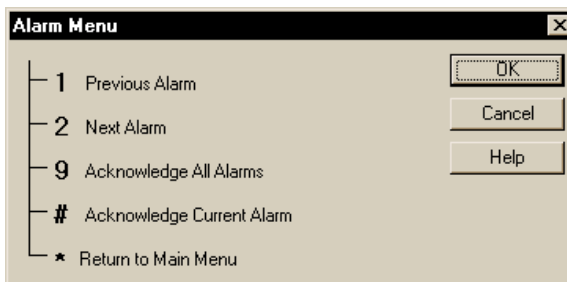 Alarm Menu
1 Previous Alarm
2 Next Alarm
9 Acknowledge All Alarms
# Acknowledge Current Alarm
* Return to Main Menu
OK
Cancel
Help